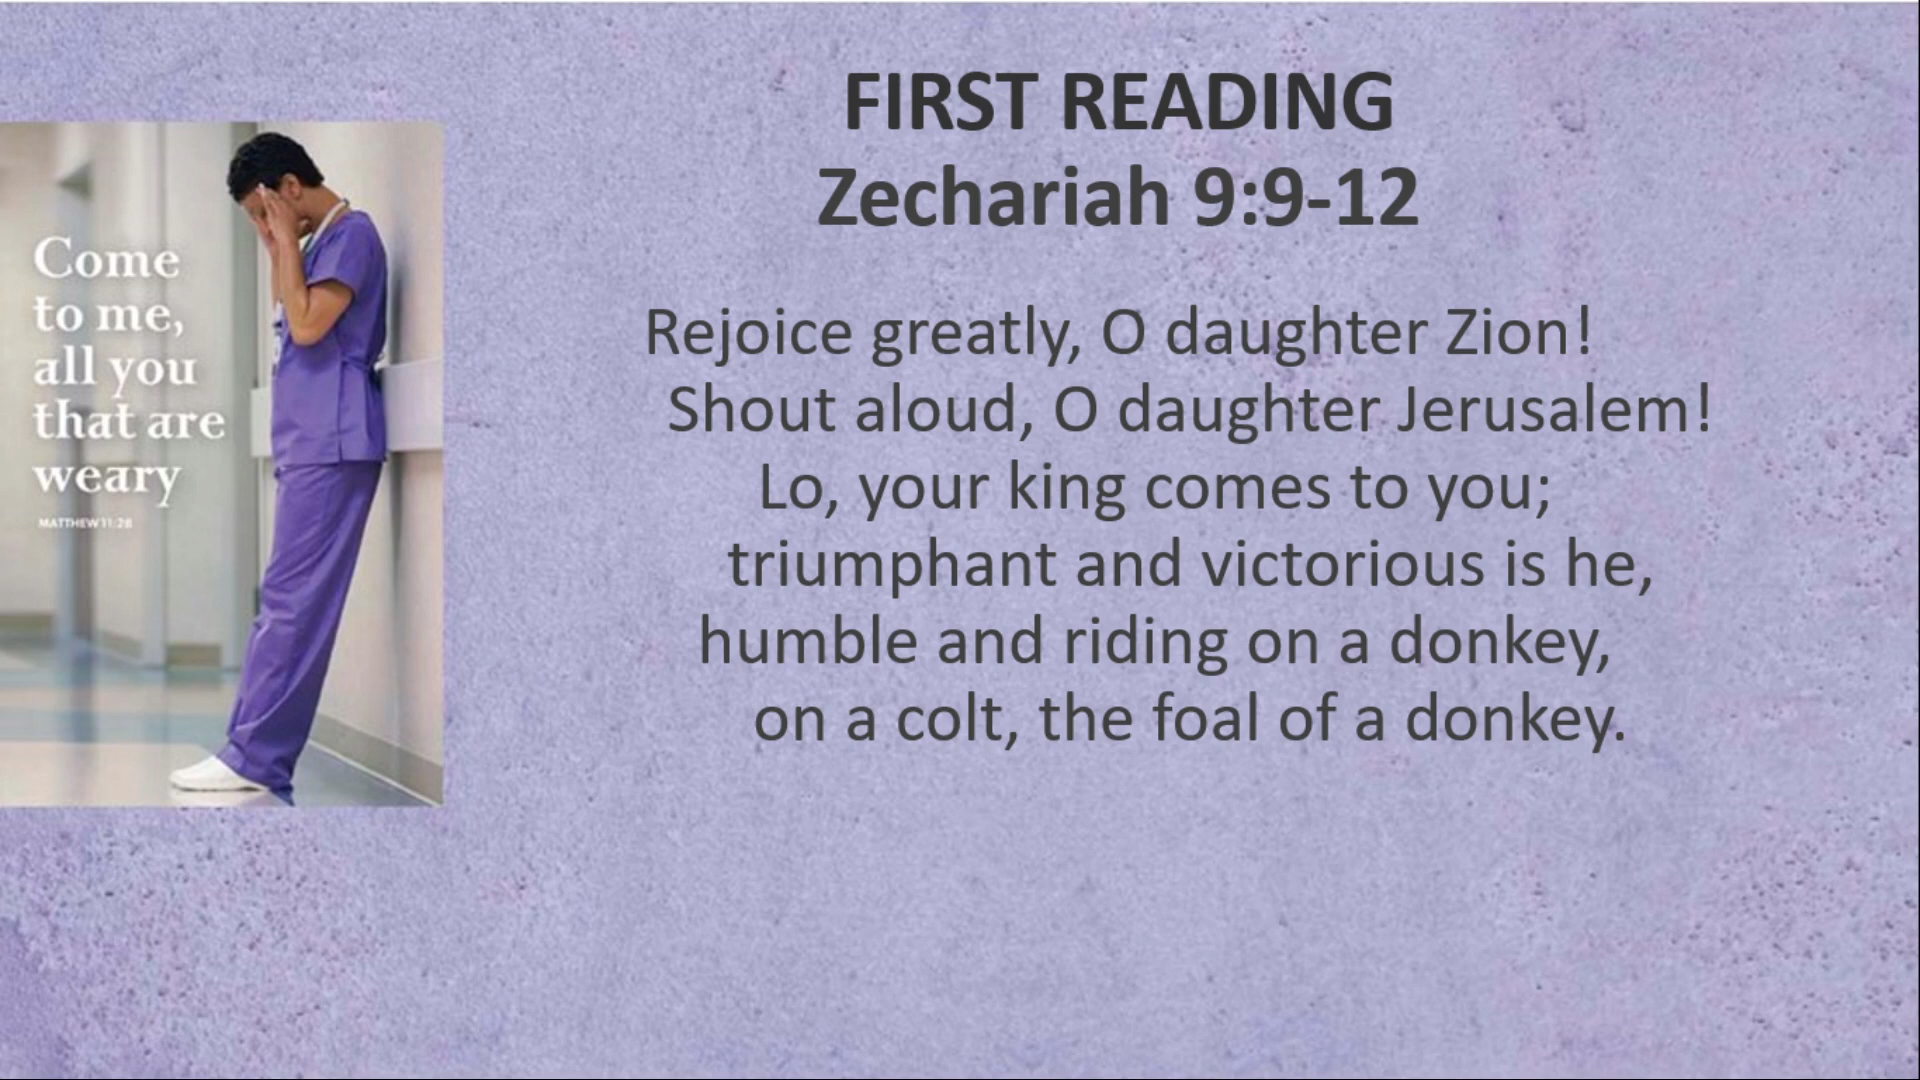 FIRST READING
Zechariah 9:9-12
Rejoice greatly, O daughter Zion!
Shout aloud, O daughter Jerusalem!
Lo, your king comes to you;
triumphant and victorious is he,
humble and riding on a donkey,
on a colt, the foal of a donkey.
Come
to me,
all you
that are
weary
MATTHEW 11:28